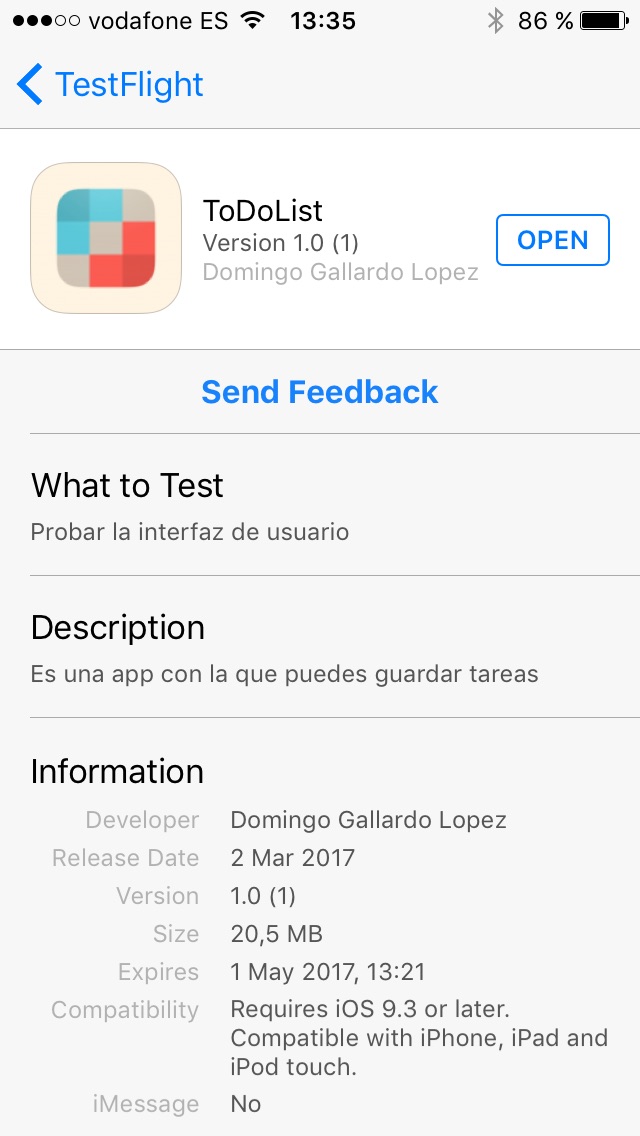 vodafone ES 13:35 86 %
TestFlight
ToDoList
Version 1.0 (1)
Domingo Gallardo Lopez
OPEN
Send Feedback
What to Test
Probar la interfaz de usuario
Description
Es una app con la que puedes guardar tareas
Information
Developer Domingo Gallardo Lopez
Release Date 2 Mar 2017
Version 1.0 (1)
Size 20,5 MB
Expires 1 May 2017, 13:21
Compatibility Requires iOS 9.3 or later.
Compatible with iPhone, iPad and
iPod touch.
iMessage No